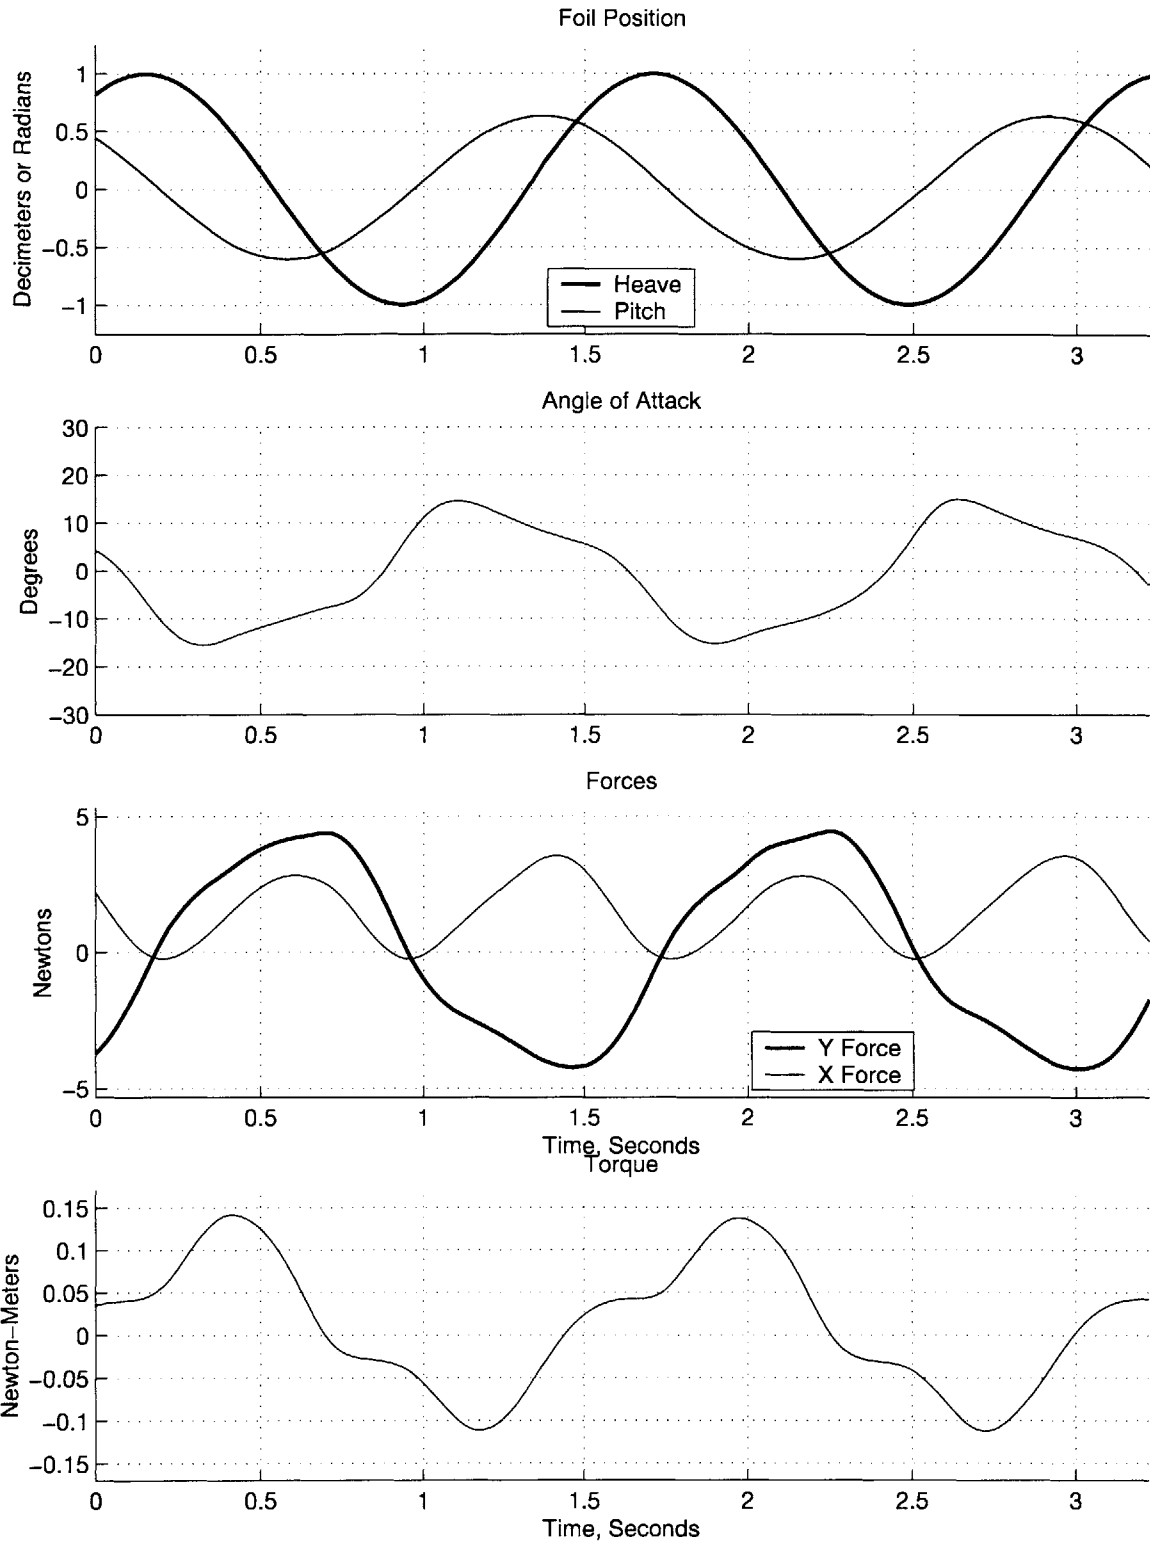 Foil Position
Decimeters or Radians
1
0.5
0
−0.5
−1
Heave
Pitch
0 0.5 1 1.5 2 2.5 3
Angle of Attack
Degrees
30
20
10
0
−10
−20
−30
0 0.5 1 1.5 2 2.5 3
Forces
Newtons
5
0
−5
Y Force
X Force
0 0.5 1 1.5 2 2.5 3
Time, Seconds
Torque
Newton−Meters
0.15
0.1
0.05
0
−0.05
−0.1
−0.15
0 0.5 1 1.5 2 2.5 3
Time, Seconds